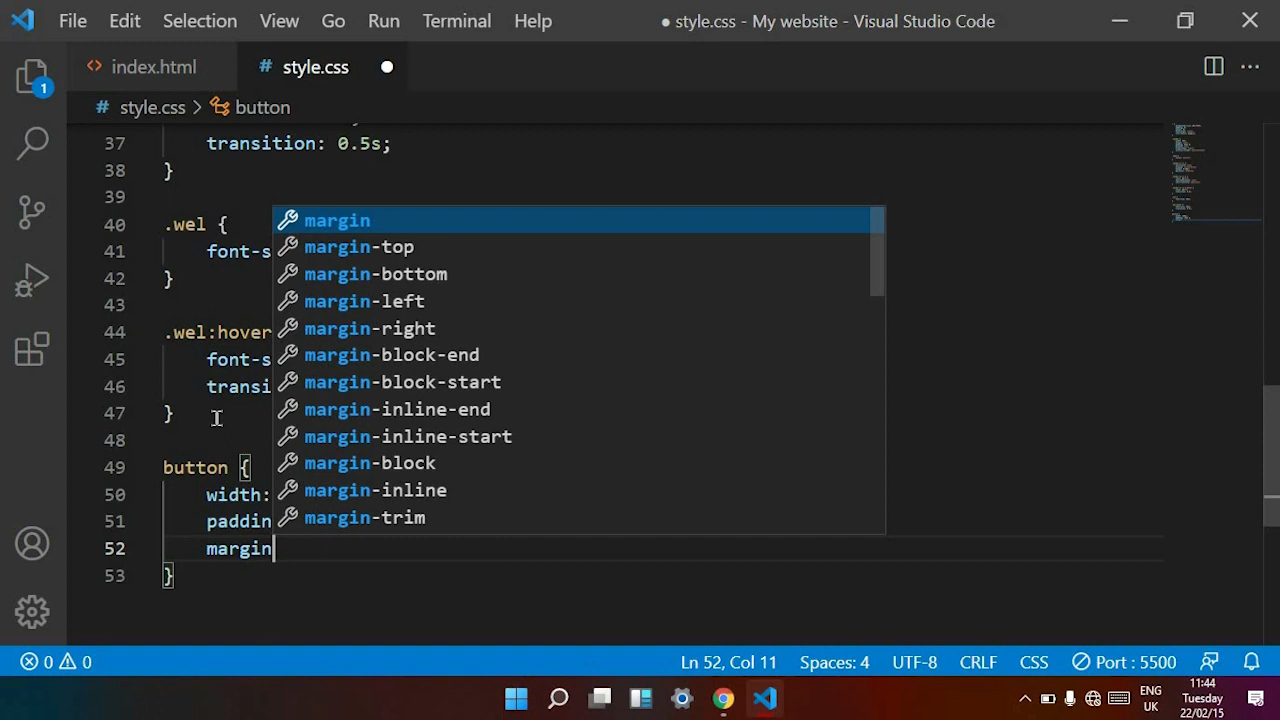 File Edit Selection View Go Run Terminal Help
● style.css - My website - Visual Studio Code
index.html
# style.css
1
# style.css > button
37 transition: 0.5s;
38 }
39
40 .wel {
41 font-s
42 }
43
44 .wel:hover
45 font-s
46 transi
47 }
48
49 button {
50 width:
51 paddin
52 margin
53 }
margin
margin-top
margin-bottom
margin-left
margin-right
margin-block-end
margin-block-start
margin-inline-end
margin-inline-start
margin-block
margin-inline
margin-trim
0 0
Ln 52, Col 11 Spaces: 4 UTF-8 CRLF CSS Port : 5500
ENG
UK
11:44
Tuesday
22/02/15